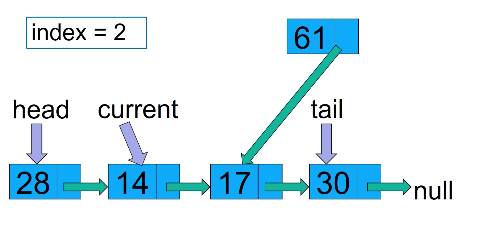 index = 2
61
head
current
tail
28
14
17
30
null